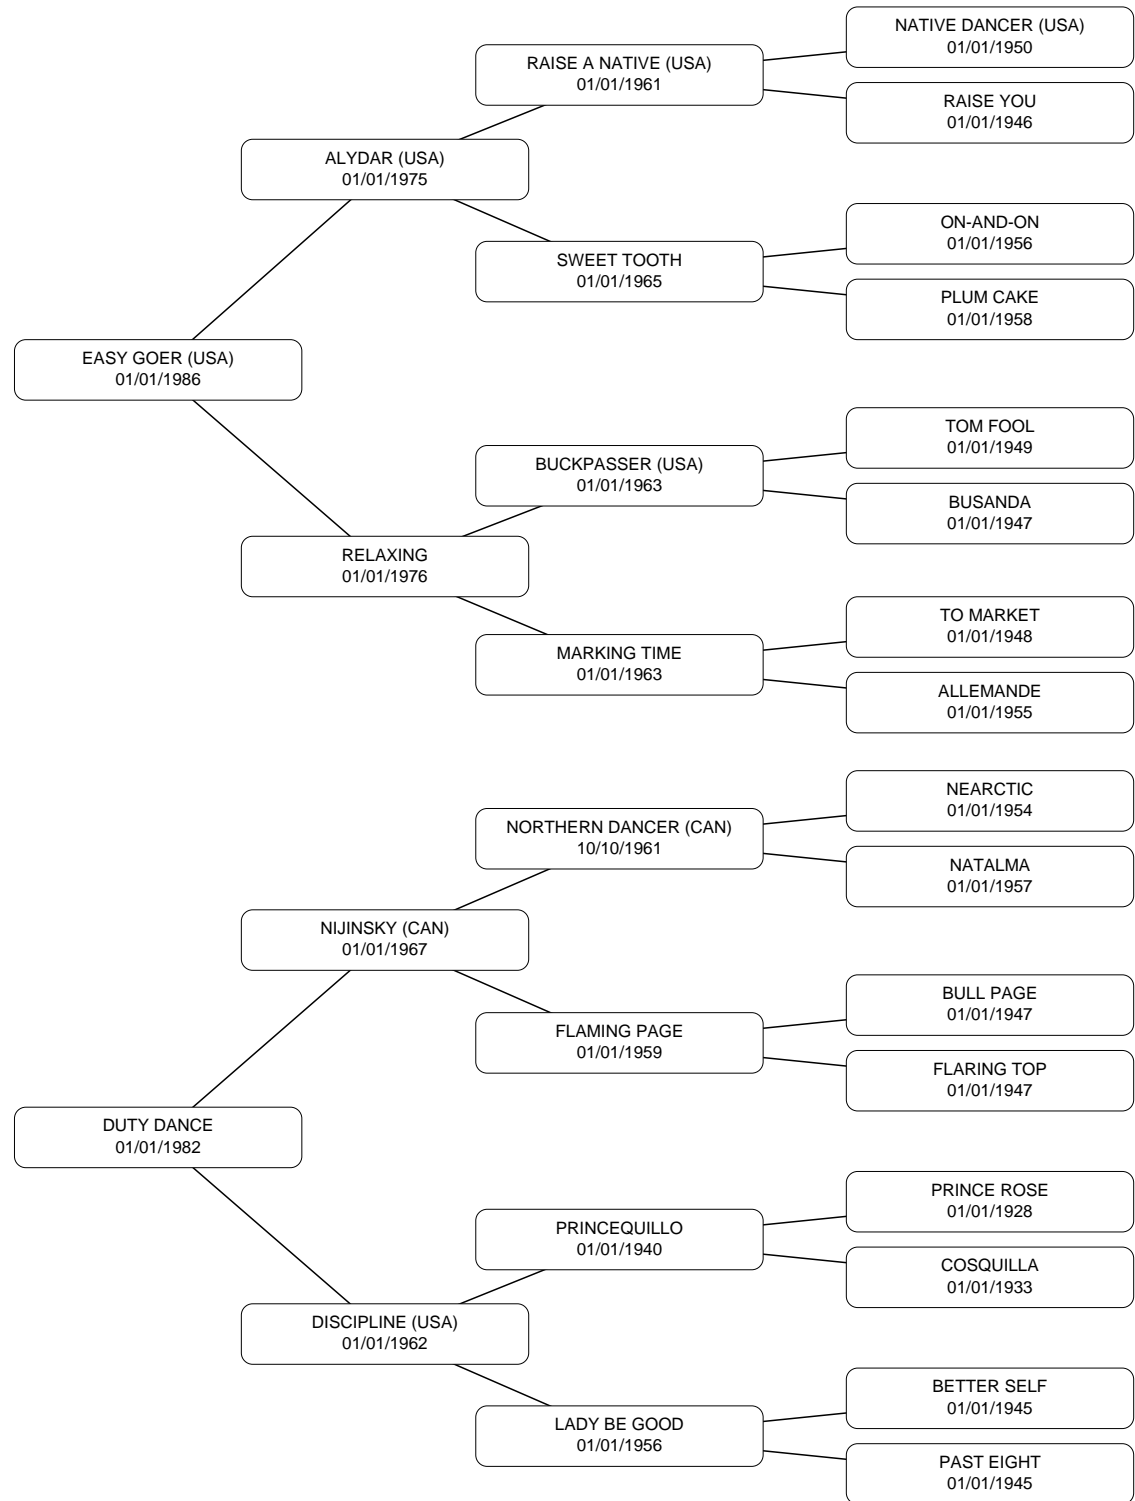 NATIVE DANCER (USA)
01/01/1950
RAISE A NATIVE (USA)
01/01/1961
RAISE YOU
01/01/1946
ALYDAR (USA)
01/01/1975
ON-AND-ON
01/01/1956
SWEET TOOTH
01/01/1965
PLUM CAKE
01/01/1958
EASY GOER (USA)
01/01/1986
TOM FOOL
01/01/1949
BUCKPASSER (USA)
01/01/1963
BUSANDA
01/01/1947
RELAXING
01/01/1976
TO MARKET
01/01/1948
MARKING TIME
01/01/1963
ALLEMANDE
01/01/1955
NEARCTIC
01/01/1954
NORTHERN DANCER (CAN)
10/10/1961
NATALMA
01/01/1957
NIJINSKY (CAN)
01/01/1967
BULL PAGE
01/01/1947
FLAMING PAGE
01/01/1959
FLARING TOP
01/01/1947
DUTY DANCE
01/01/1982
PRINCE ROSE
01/01/1928
PRINCEQUILLO
01/01/1940
COSQUILLA
01/01/1933
DISCIPLINE (USA)
01/01/1962
BETTER SELF
01/01/1945
LADY BE GOOD
01/01/1956
PAST EIGHT
01/01/1945